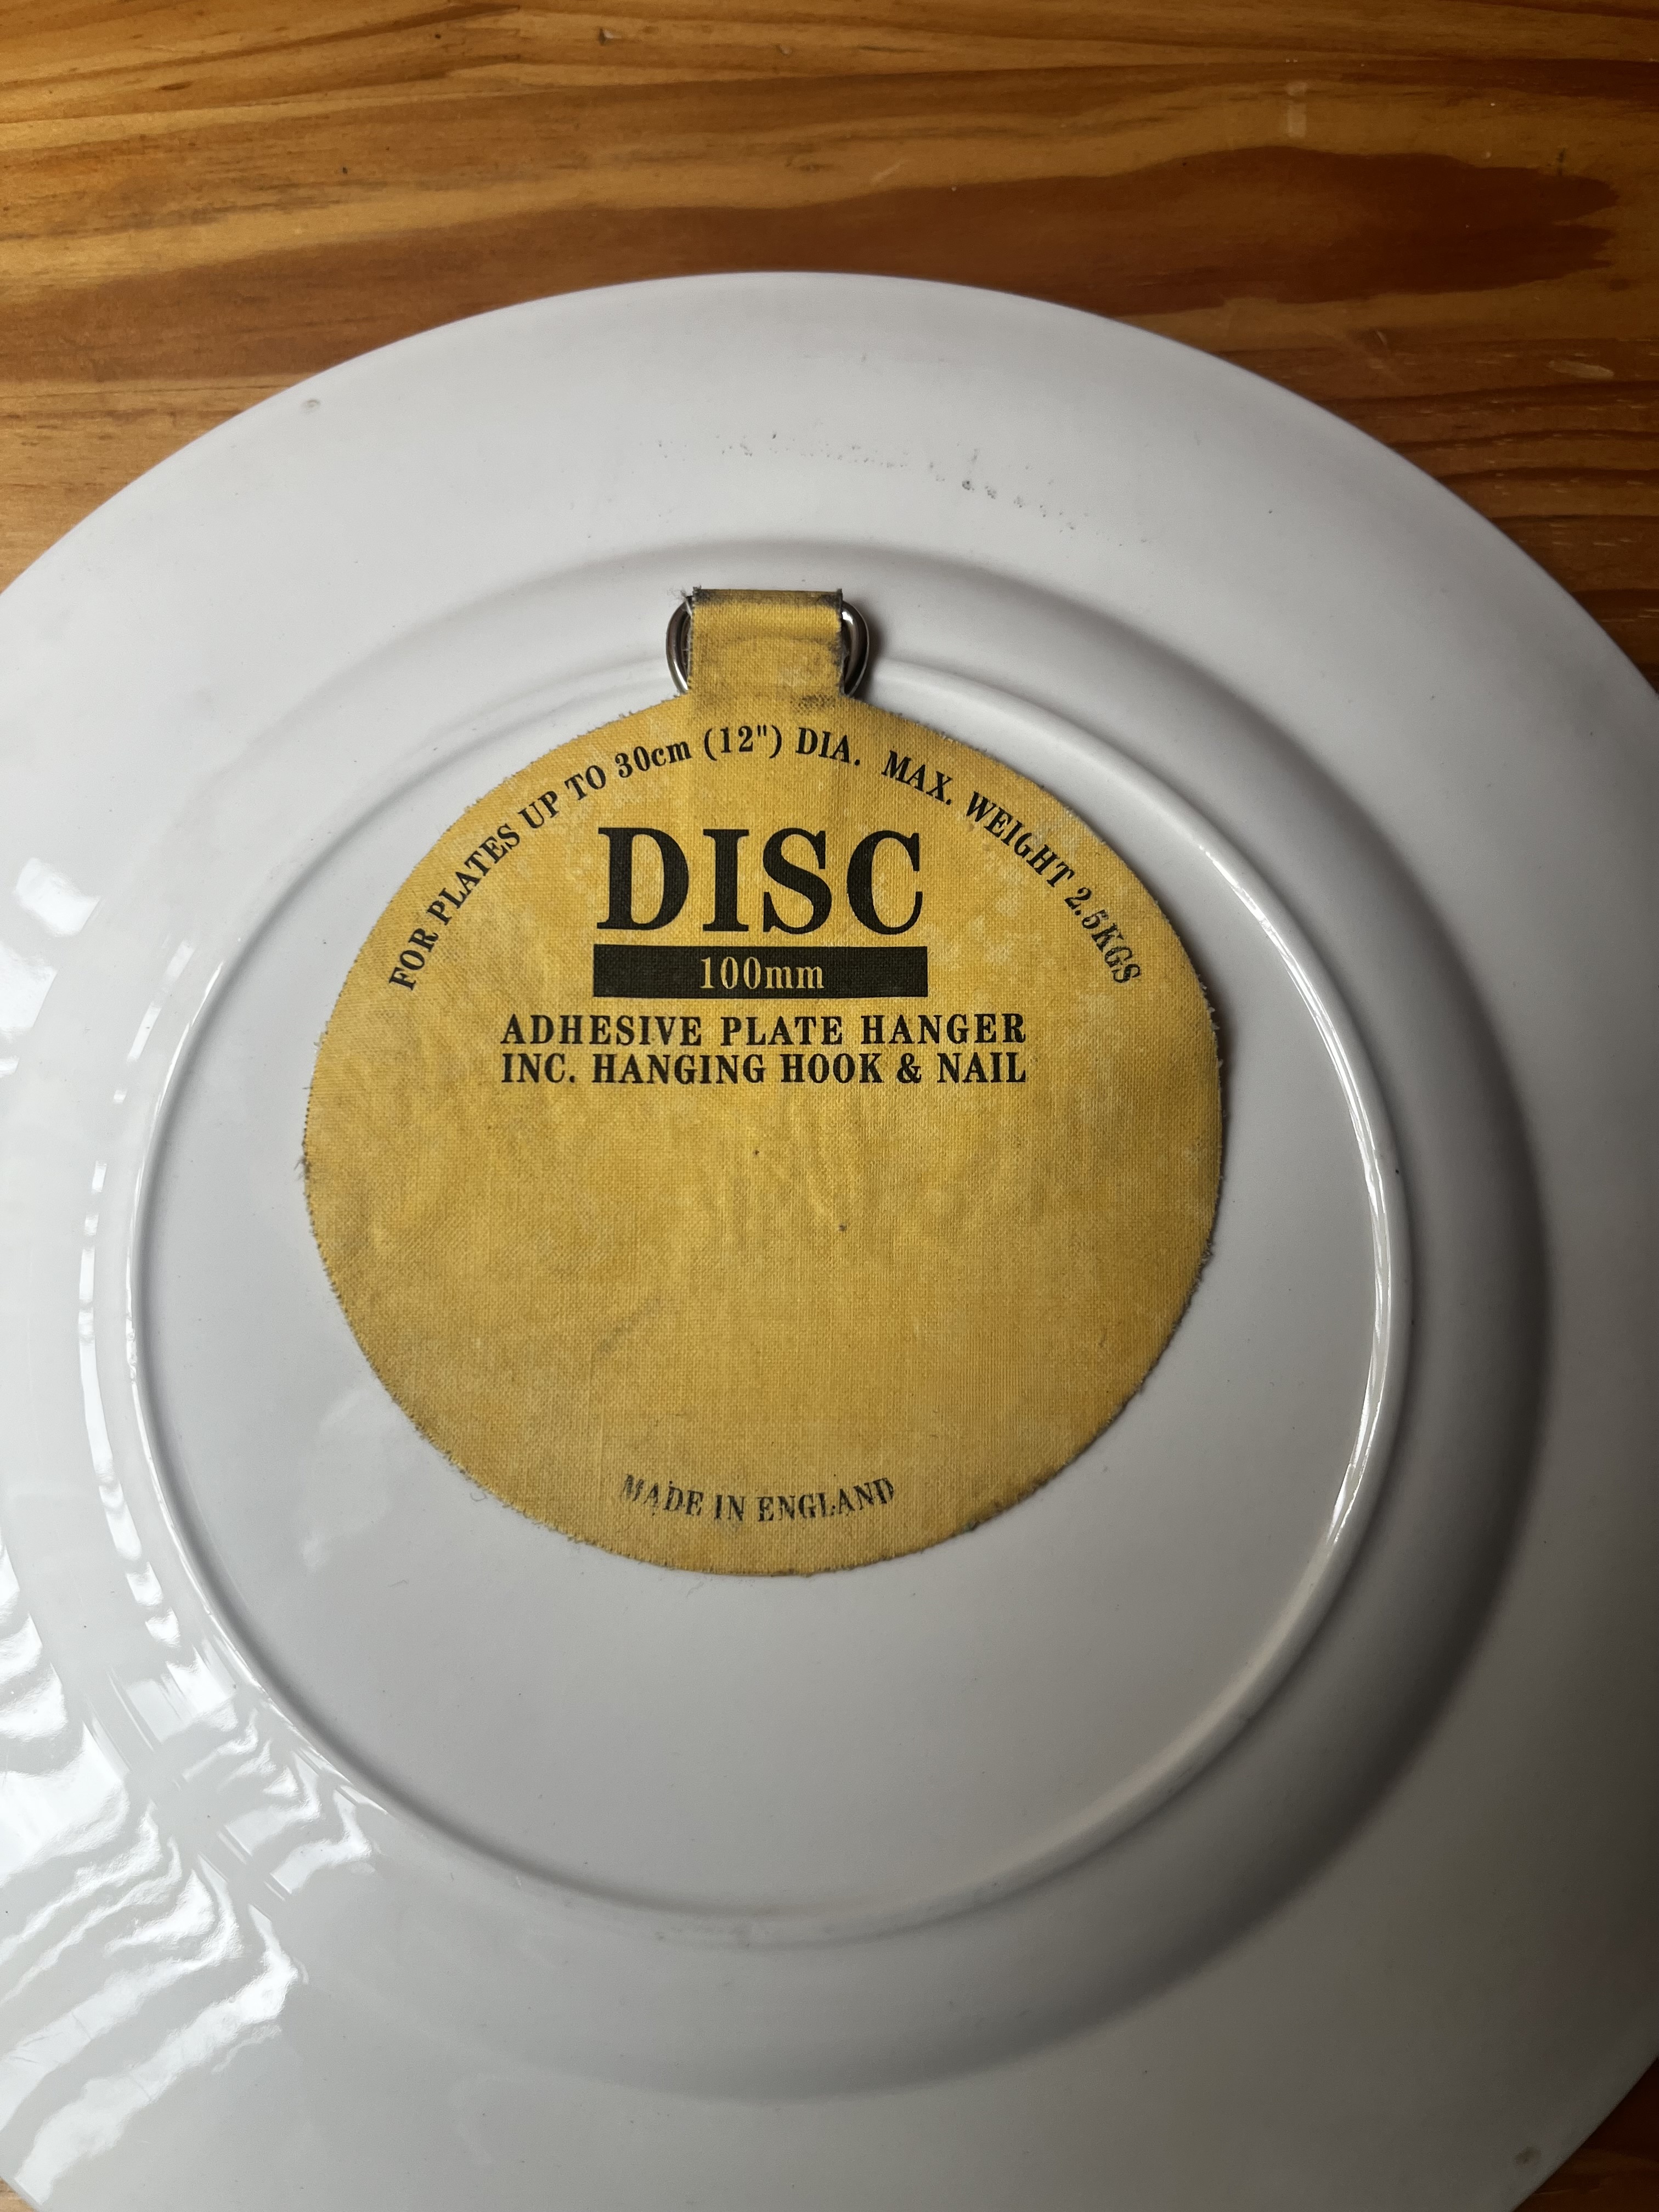 FOR PLATES UP TO 30cm (12") DIA. MAX. WEIGHT 2.5KGS
DISC
100mm
ADHESIVE PLATE HANGER
INC. HANGING HOOK & NAIL
MADE IN ENGLAND